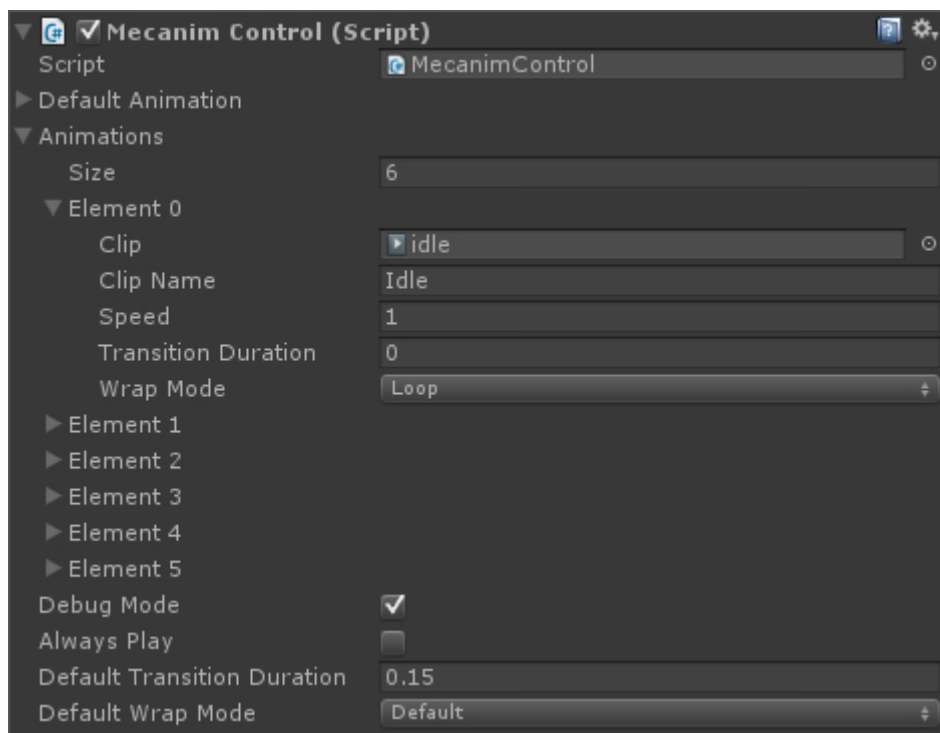 Mecanim Control (Script)
Script MecanimControl
Default Animation
Animations
Size 6
Element 0
Clip idle
Clip Name Idle
Speed 1
Transition Duration 0
Wrap Mode Loop
Element 1
Element 2
Element 3
Element 4
Element 5
Debug Mode
Always Play
Default Transition Duration 0.15
Default Wrap Mode Default